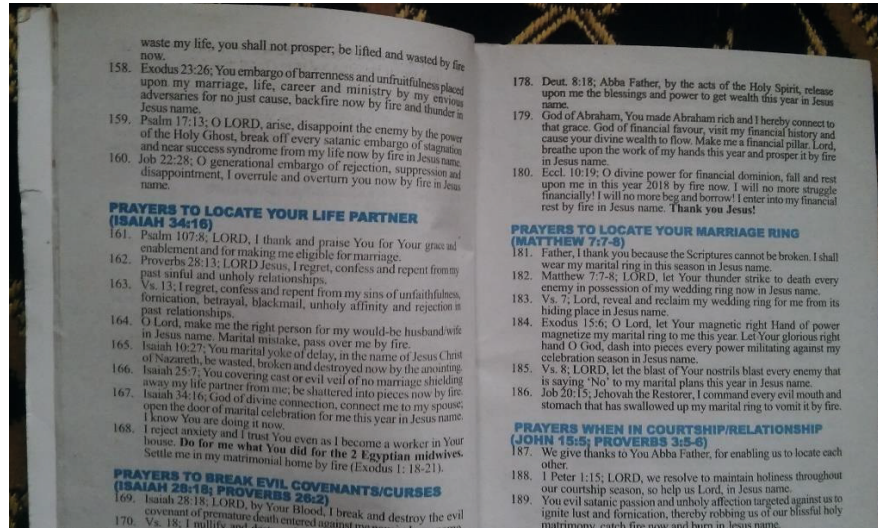 waste my life, you shall not prosper; be lifted and wasted by fire
now.
158. Exodus 23:26; You embargo of barrenness and unfruitfulness placed
upon my marriage, life, career and ministry by my envious
adversaries for no just cause, backfire now by fire and thunder in
Jesus name.
159. Psalm 17:13; O LORD, arise, disappoint the enemy by the power
of the Holy Ghost, break off every satanic embargo of stagnation
and near success syndrome from my life now by fire in Jesus name.
160. Job 22:28; O generational embargo of rejection, suppression and
disappointment, I overrule and overturn you now by fire in Jesus
name.
PRAYERS TO LOCATE YOUR LIFE PARTNER
(ISAIAH 34:16)
161. Psalm 107:8; LORD, I thank and praise You for Your grace and
enablement and for making me eligible for marriage.
162. Proverbs 28:13; LORD Jesus, I regret, confess and repent from my
past sinful and unholy relationships.
163. Vs. 13; I regret, confess and repent from my sins of unfaithfulness,
fornication, betrayal, blackmail, unholy affinity and rejection in
past relationships.
164. O Lord, make me the right person for my would-be husband/wife
in Jesus name. Marital mistake, pass over me by fire.
165. Isaiah 10:27; You marital yoke of delay, in the name of Jesus Christ
of Nazareth, be wasted, broken and destroyed now by the anointing.
166. Isaiah 25:7; You covering cast or evil veil of no marriage shielding
away my life partner from me; be shattered into pieces now by fire.
167. Isaiah 34:16; God of divine connection, connect me to my spouse;
open the door of marital celebration for me this year in Jesus name.
I know You are doing it now.
168. I reject anxiety and I trust You even as I become a worker in Your
house. Do for me what You did for the 2 Egyptian midwives.
Settle me in my matrimonial home by fire (Exodus 1: 18-21).
PRAYERS TO BREAK EVIL COVENANTS/CURSES
(ISAIAH 28:18; PROVERBS 26:2)
169. Isaiah 28:18; LORD, by Your Blood, I break and destroy the evil
covenant of premature death entered against me
170. Vs. 18; I nullify and
178. Deut. 8:18; Abba Father, by the acts of the Holy Spirit, release
upon me the blessings and power to get wealth this year in Jesus
name.
179. God of Abraham, You made Abraham rich and I hereby connect to
that grace. God of financial favour, visit my financial history and
cause your divine wealth to flow. Make me a financial pillar. Lord,
breathe upon the work of my hands this year and prosper it by fire
in Jesus name.
180. Eccl. 10:19; O divine power for financial dominion, fall and rest
upon me in this year 2018 by fire now. I will no more struggle
financially! I will no more beg and borrow! I enter into my financial
rest by fire in Jesus name. Thank you Jesus!
PRAYERS TO LOCATE YOUR MARRIAGE RING
(MATTHEW 7:7-8)
181. Father, I thank you because the Scriptures cannot be broken. I shall
wear my marital ring in this season in Jesus name.
182. Matthew 7:7-8; LORD, let Your thunder strike to death every
enemy in possession of my wedding ring now in Jesus name.
183. Vs. 7; Lord, reveal and reclaim my wedding ring for me from its
hiding place in Jesus name.
184. Exodus 15:6; O Lord, let Your magnetic right Hand of power
magnetize my marital ring to me this year. Let Your glorious right
hand O God, dash into pieces every power militating against my
celebration season in Jesus name.
185. Vs. 8; LORD, let the blast of Your nostrils blast every enemy that
is saying 'No' to my marital plans this year in Jesus name.
186. Job 20:15; Jehovah the Restorer, I command every evil mouth and
stomach that has swallowed up my marital ring to vomit it by fire.
PRAYERS WHEN IN COURTSHIP/RELATIONSHIP
(JOHN 15:5; PROVERBS 3:5-6)
187. We give thanks to You Abba Father, for enabling us to locate each
other.
188. 1 Peter 1:15; LORD, we resolve to maintain holiness throughout
our courtship season, so help us Lord, in Jesus name.
189. You evil satanic passion and unholy affection targeted against us to
ignite lust and fornication, thereby robbing us of our blissful holy
matrimony, catch fire now and burn in Jesus name.